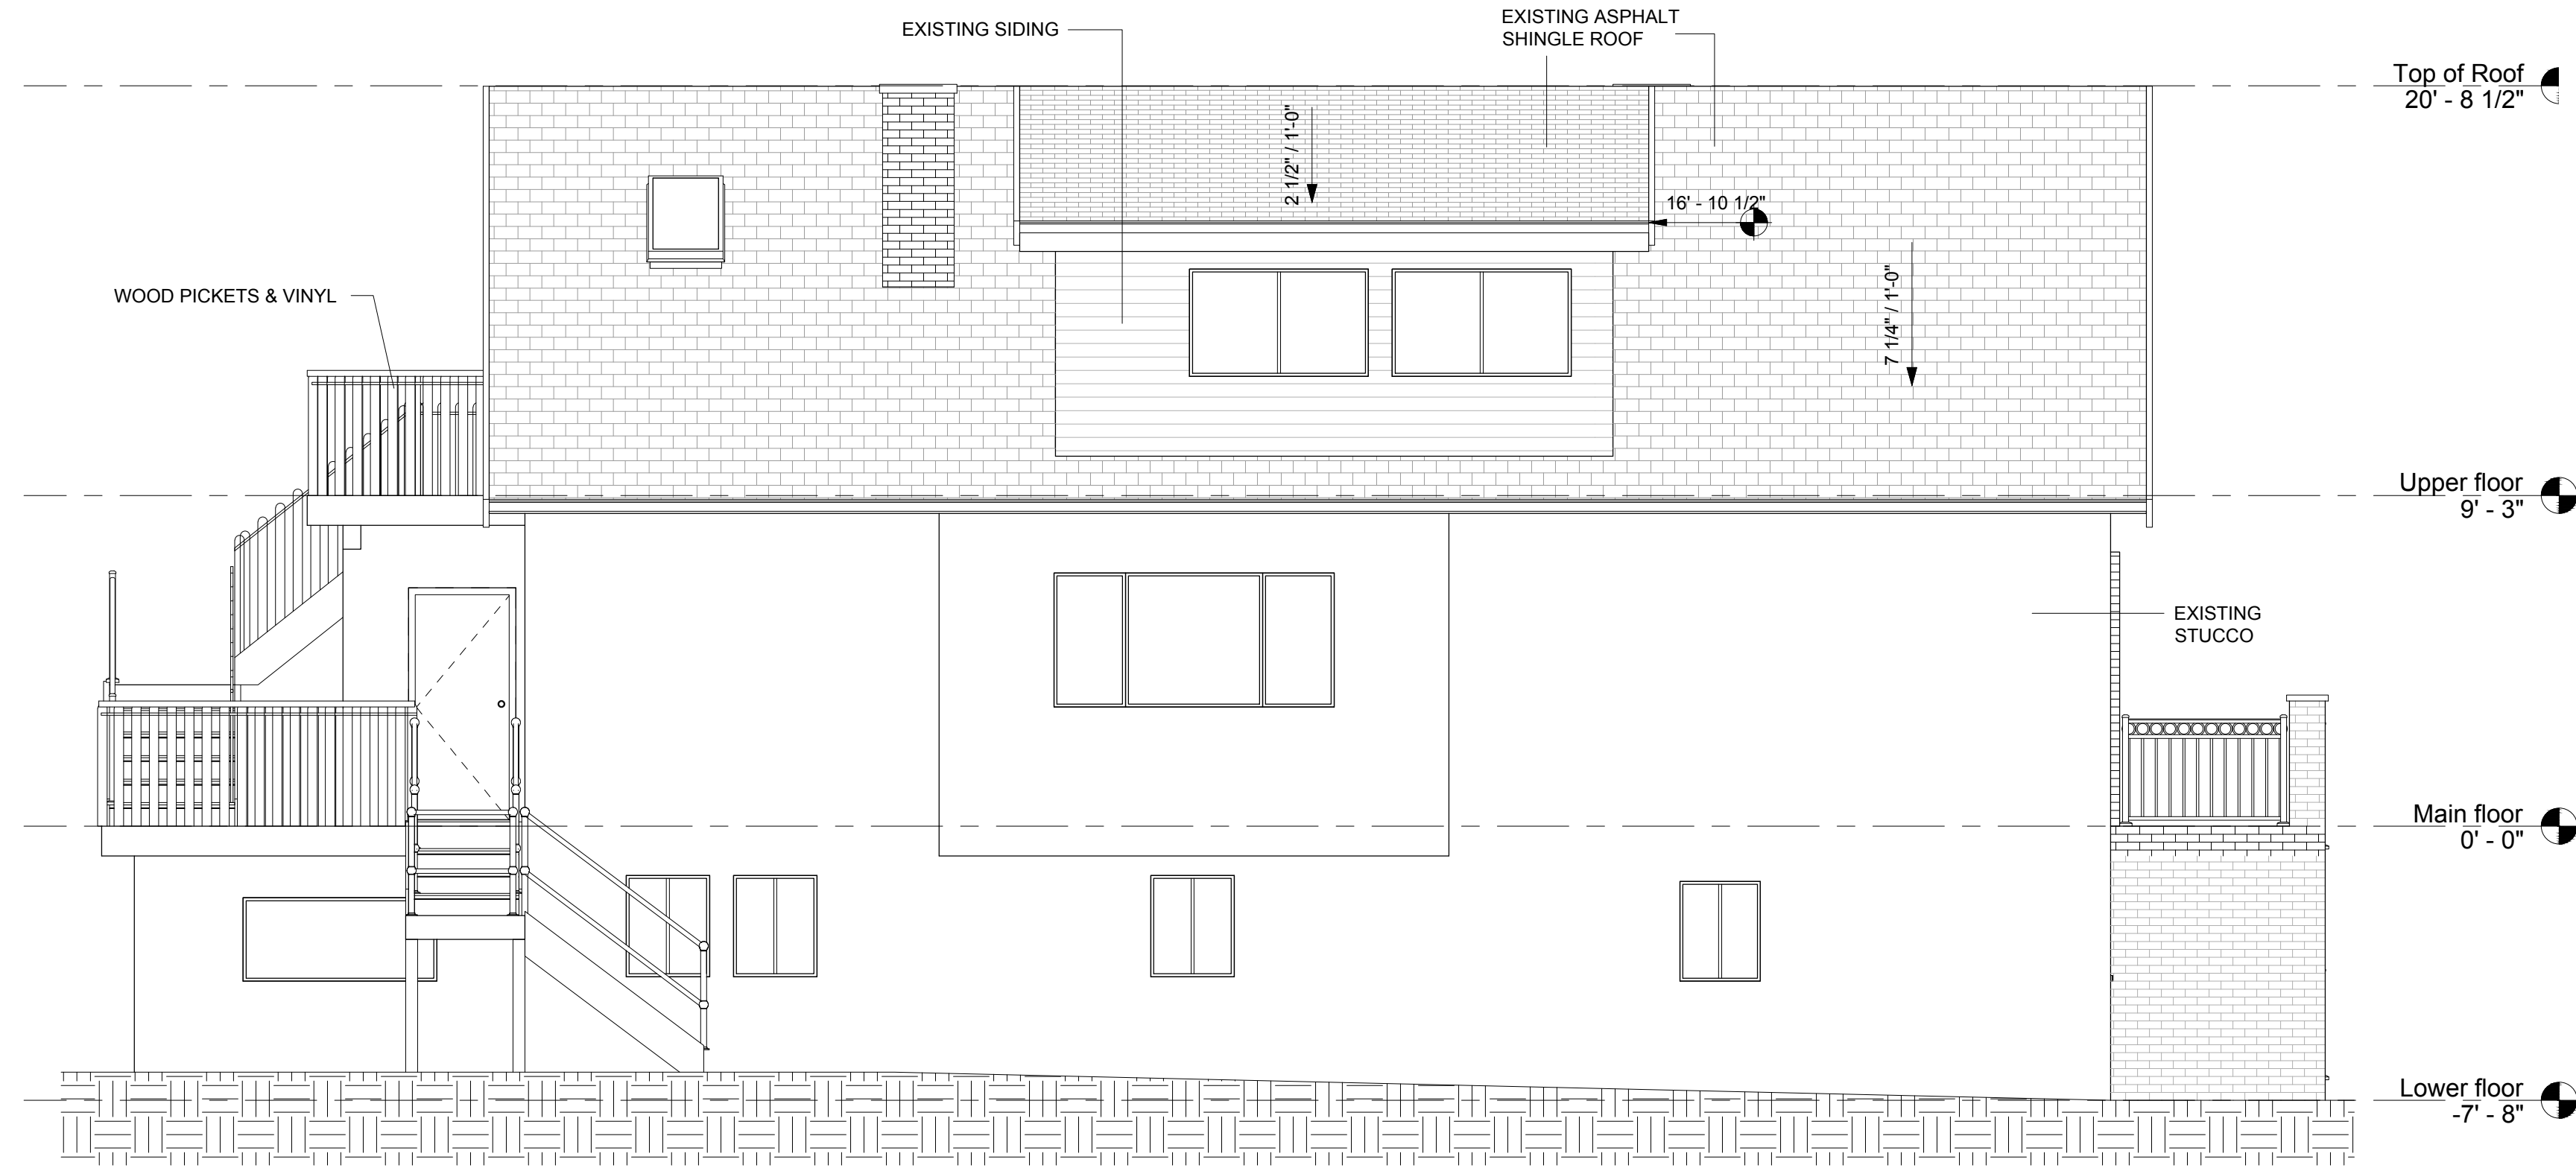 EXISTING SIDING
EXISTING ASPHALT
SHINGLE ROOF
Top of Roof
20' - 8 1/2"
2 1/2" / 1'-0"
16' - 10 1/2"
WOOD PICKETS & VINYL
7 1/4" / 1'-0"
Upper floor
9' - 3"
EXISTING
STUCCO
Main floor
0' - 0"
Lower floor
-7' - 8"